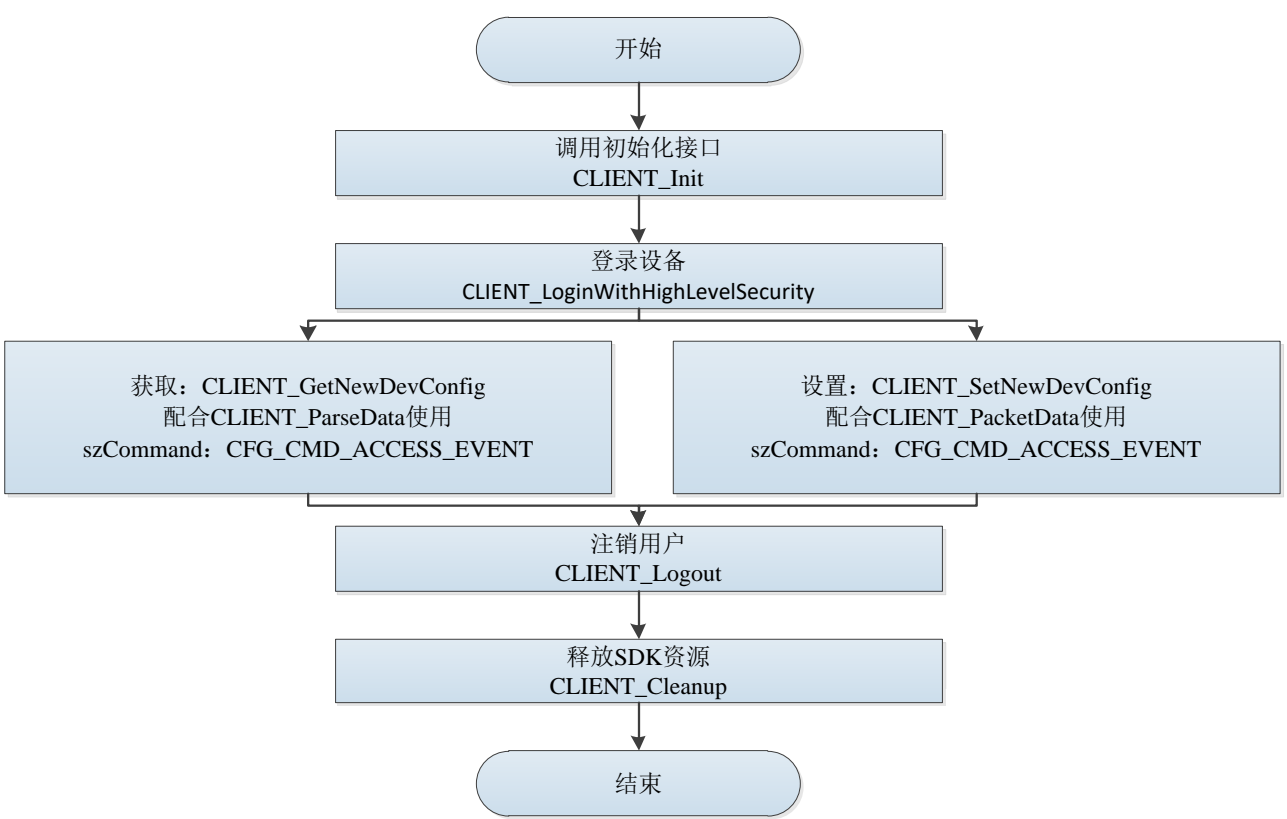 开始
调用初始化接口
CLIENT_Init
登录设备
CLIENT_LoginWithHighLevelSecurity
获取：CLIENT_GetNewDevConfig
配合CLIENT_ParseData使用
szCommand：CFG_CMD_ACCESS_EVENT
设置：CLIENT_SetNewDevConfig
配合CLIENT_PacketData使用
szCommand：CFG_CMD_ACCESS_EVENT
注销用户
CLIENT_Logout
释放SDK资源
CLIENT_Cleanup
结束